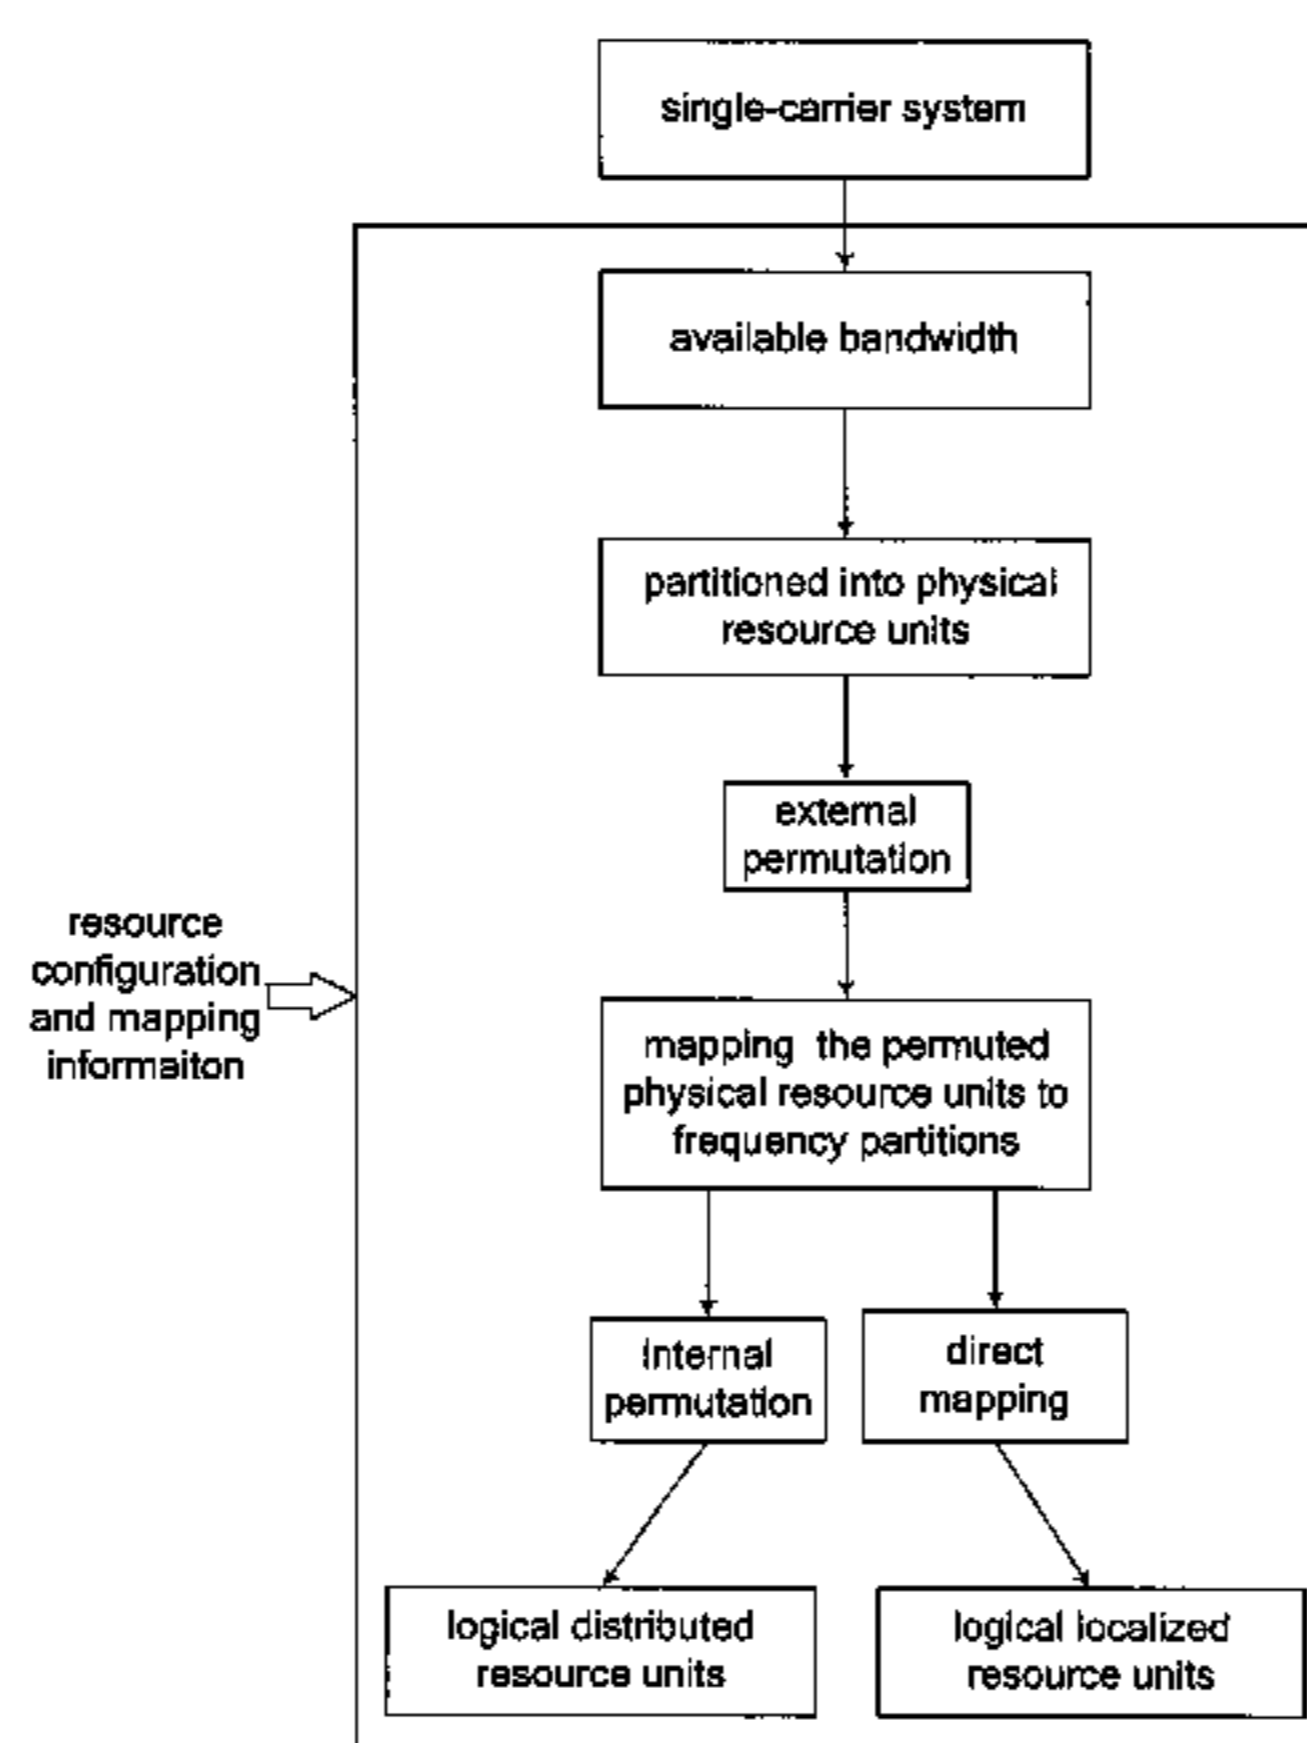 single-carrier system
available bandwidth
partitioned into physical
resource units
external
permutation
resource
configuration
and mapping
informaiton
mapping the permuted
physical resource units to
frequency partitions
internal
permutation
direct
mapping
logical distributed
resource units
logical localized
resource units